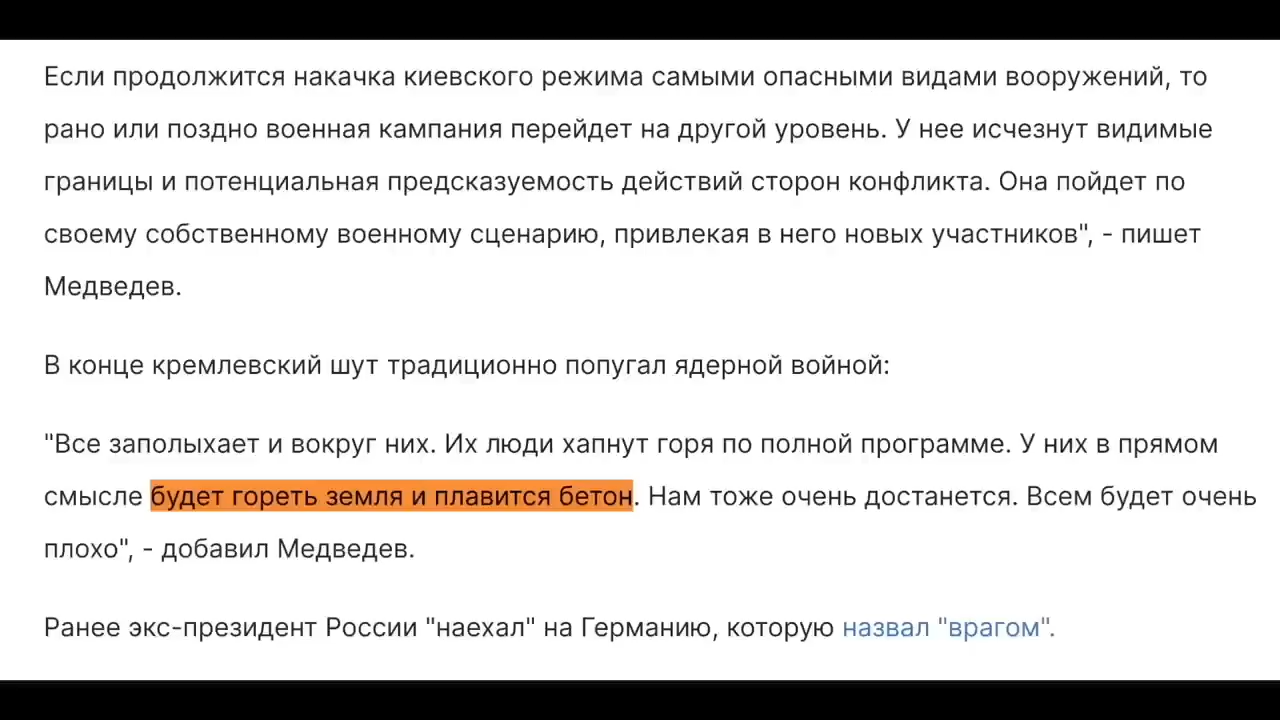 Если продолжится накачка киевского режима самыми опасными видами вооружений, то
рано или поздно военная кампания перейдет на другой уровень. У нее исчезнут видимые
границы и потенциальная предсказуемость действий сторон конфликта. Она пойдет по
своему собственному военному сценарию, привлекая в него новых участников", - пишет
Медведев.
В конце кремлевский шут традиционно попугал ядерной войной:
"Все заполыхает и вокруг них. Их люди хапнут горя по полной программе. У них в прямом
смысле будет гореть земля и плавится бетон. Нам тоже очень достанется. Всем будет очень
плохо", - добавил Медведев.
Ранее экс-президент России "наехал" на Германию, которую назвал "врагом".